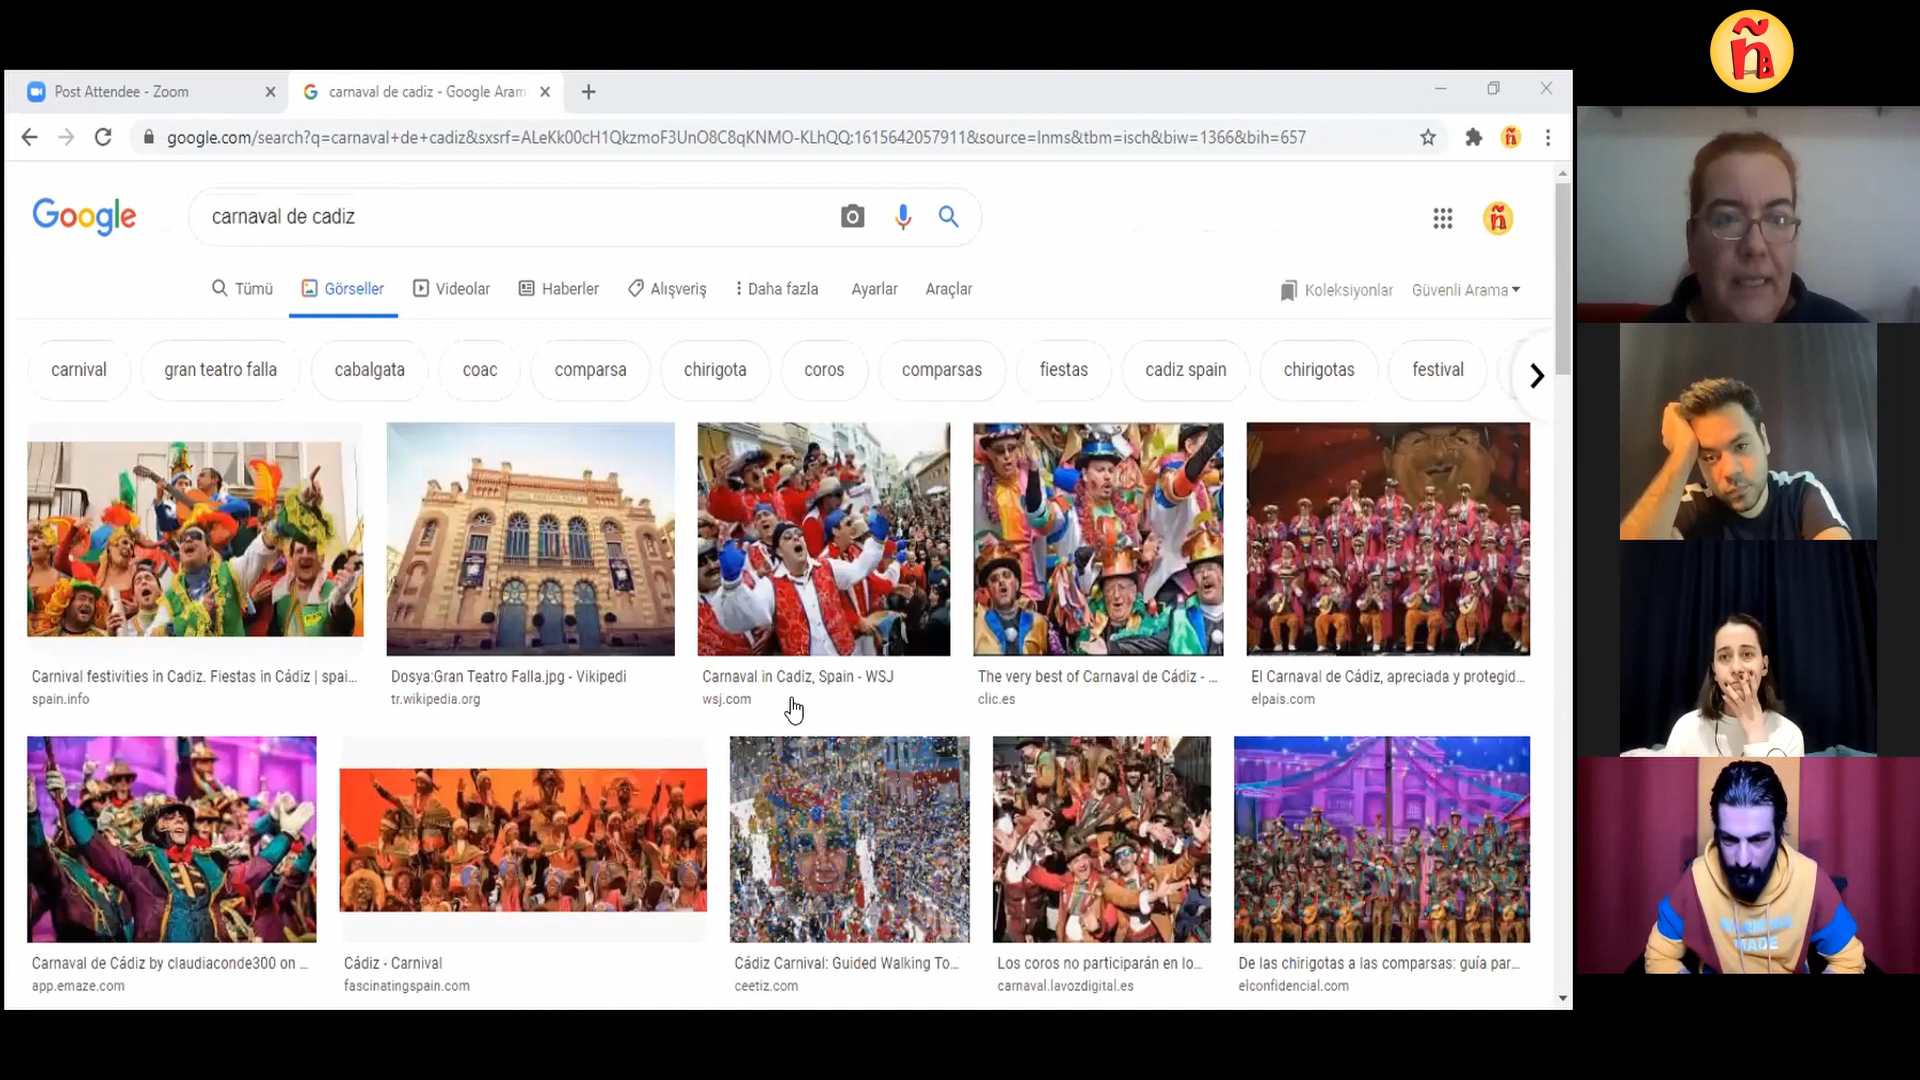 Post Attendee - Zoom
carnaval de cadiz - Google Aram
google.com/search?q=carnaval+de+cadiz&sxsrf=ALeKk00cH1QkzmoF3UnO8C8qKNMO-KLhQQ:1615642057911&source=lnms&tbm=isch&biw=1366&bih=657
ñ
Google
carnaval de cadiz
ñ
Tümü Görseller Videolar Haberler Alışveriş Daha fazla Ayarlar Araçlar Koleksiyonlar Güvenli Arama
carnival gran teatro falla cabalgata coac comparsa chirigota coros comparsas fiestas cadiz spain chirigotas festival
Carnival festivities in Cadiz. Fiestas in Cádiz | spai...
spain.info
Dosya:Gran Teatro Falla.jpg - Vikipedi
tr.wikipedia.org
Carnaval in Cadiz, Spain - WSJ
wsj.com
The very best of Carnaval de Cádiz - ...
clic.es
El Carnaval de Cádiz, apreciada y protegid...
elpais.com
Carnaval de Cádiz by claudiaconde300 on ...
app.emaze.com
Cádiz - Carnival
fascinatingspain.com
Cádiz Carnival: Guided Walking To...
ceetiz.com
Los coros no participarán en lo...
carnaval.lavozdigital.es
De las chirigotas a las comparsas: guía par...
elconfidencial.com
ñ
MADE